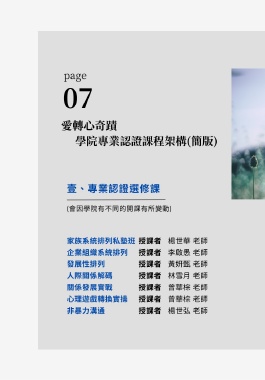 page
07
愛轉心奇蹟
學院專業認證課程架構(簡版)
壹、專業認證選修課
(會因學院有不同的開課有所變動)
家族系統排列私塾班 授課者 楊世華 老師
企業組織系統排列 授課者 李啟愚 老師
發展性排列 授課者 黃妍甄 老師
人際關係解碼 授課者 林雪月 老師
關係發展實戰 授課者 曾華棕 老師
心理遊戲轉換實操 授課者 曾華棕 老師
非暴力溝通 授課者 楊世弘 老師